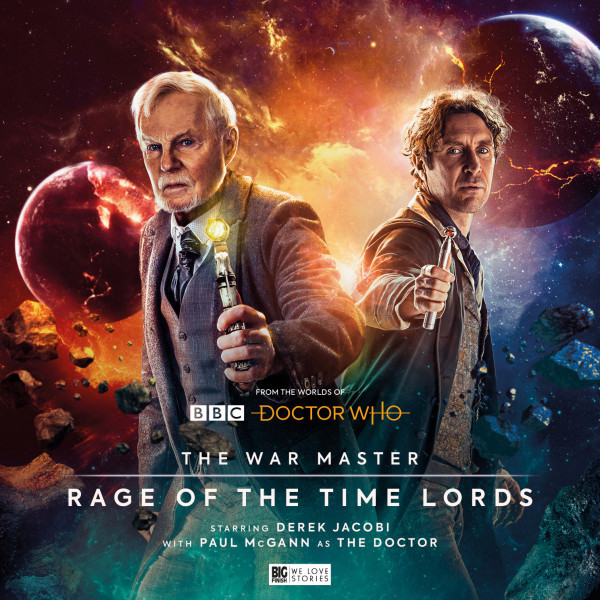 FROM THE WORLDS OF
BBC DOCTOR WHO
THE WAR MASTER
RAGE OF THE TIME LORDS
STARRING DEREK JACOBI
WITH PAUL McGANN AS THE DOCTOR
BIG FINISH WE LOVE STORIES